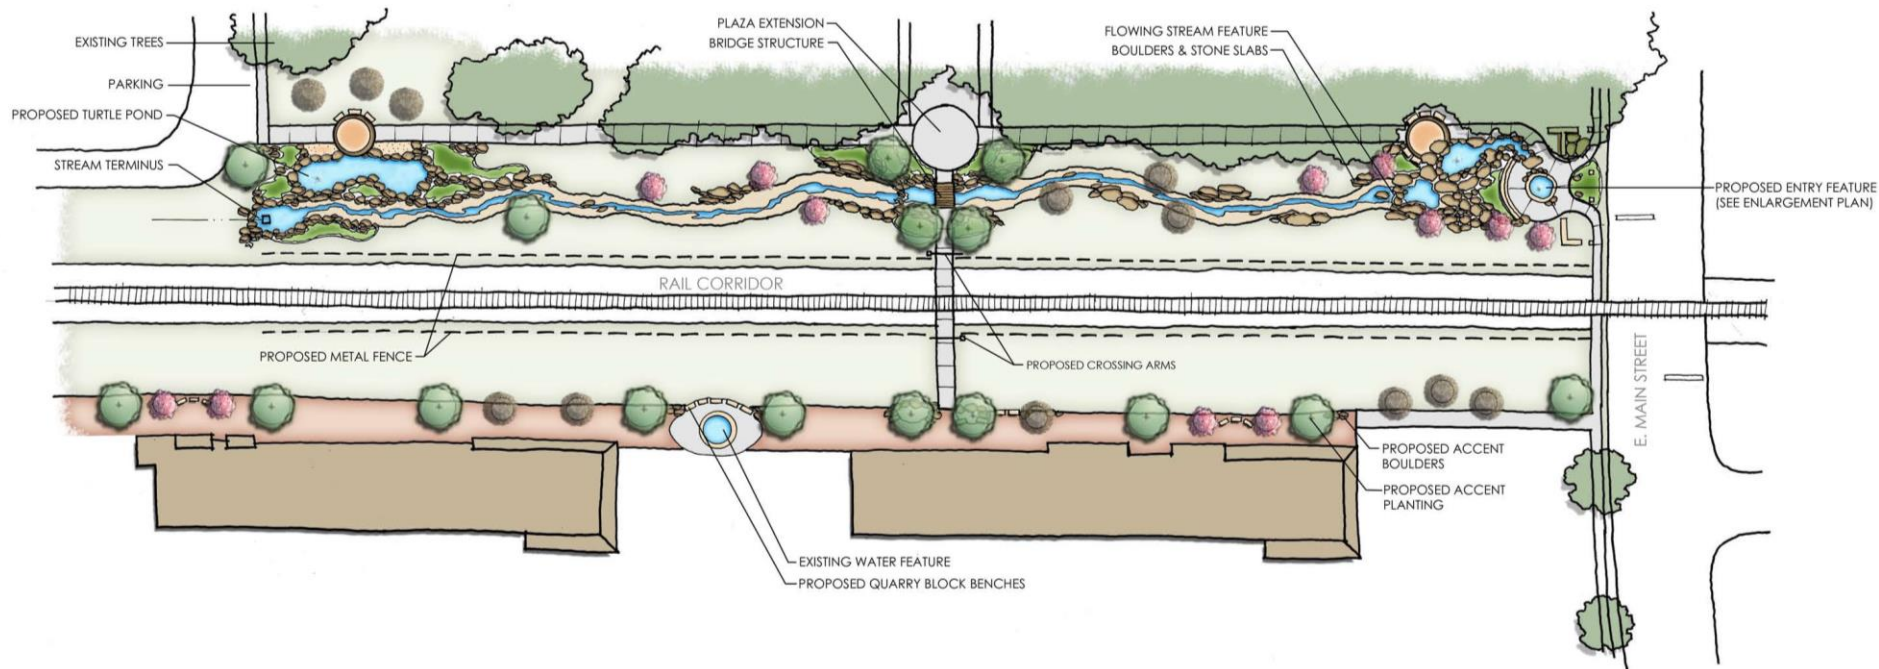 EXISTING TREES
PARKING
PROPOSED TURTLE POND
STREAM TERMINUS
PLAZA EXTENSION
BRIDGE STRUCTURE
FLOWING STREAM FEATURE
BOULDERS & STONE SLABS
PROPOSED ENTRY FEATURE
(SEE ENLARGEMENT PLAN)
RAIL CORRIDOR
PROPOSED METAL FENCE
PROPOSED CROSSING ARMS
E. MAIN STREET
PROPOSED ACCENT
BOULDERS
PROPOSED ACCENT
PLANTING
EXISTING WATER FEATURE
PROPOSED QUARRY BLOCK BENCHES